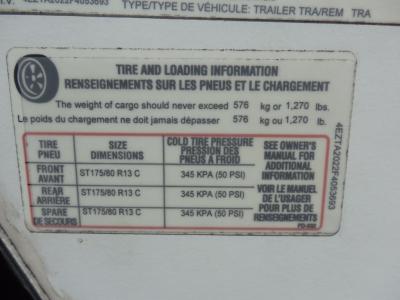 4EZTA2022F4053693 TYPE/TYPE DE VÉHICULE: TRAILER TRA/REM TRA
TIRE AND LOADING INFORMATION
RENSEIGNEMENTS SUR LES PNEUS ET LE CHARGEMENT
The weight of cargo should never exceed 576 kg or 1,270 lbs.
Le poids du chargement ne doit jamais dépasser 576 kg ou 1,270 lb.
TIRE
PNEU
SIZE
DIMENSIONS
COLD TIRE PRESSURE
PRESSION DES
PNEUS A FROID
SEE OWNER'S
MANUAL FOR
ADDITIONAL
INFORMATION
FRONT
AVANT
ST175/80 R13 C
345 KPA (50 PSI)
REAR
ARRIÈRE
ST175/80 R13 C
345 KPA (50 PSI)
VOIR LE MANUEL
DE L'USAGER
POUR PLUS DE
RENSEIGNEMENTS
SPARE
DE SECOURS
ST175/80 R13 C
345 KPA (50 PSI)
4EZTA2022F4053693